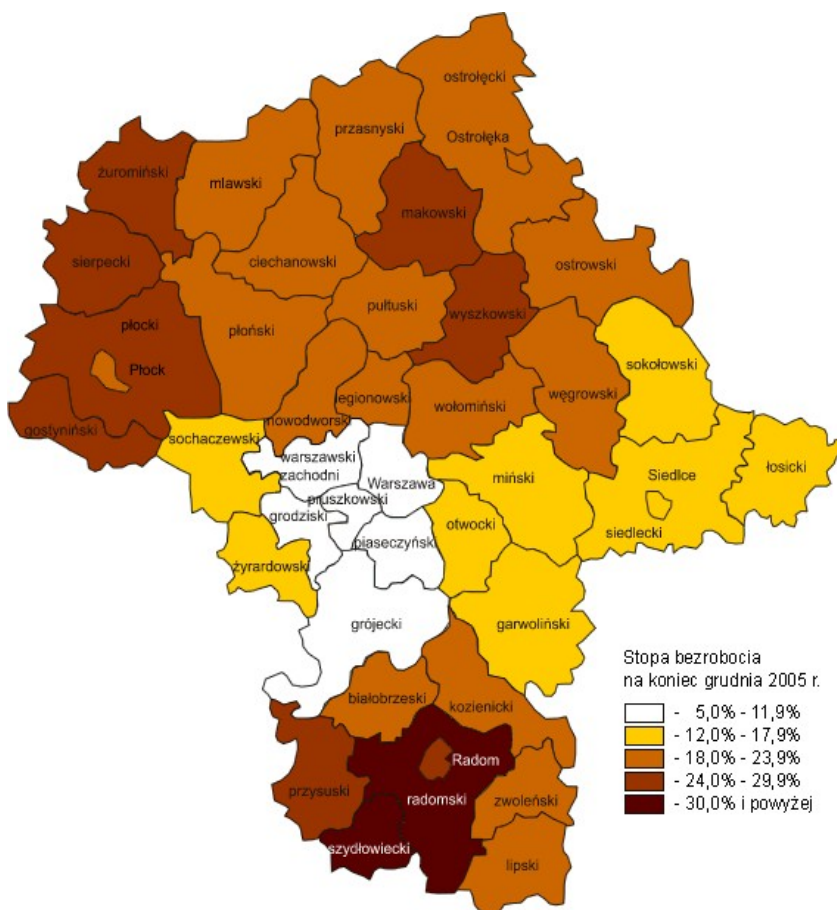 ostrołęcki
Ostrołęka
przasnyski
żuromiński
mlawski
makowski
sierpecki
ciechanowski
ostrowski
płocki
Płock
płoński
pułtuski
wyszkowski
sokołowski
węgrowski
legionowski
wołomiński
nowodworski
gostyniński
sochaczewski
warszawski
zachodni
Warszawa
miński
Siedlce
siedlecki
łosicki
pruszkowski
grodziski
piaseczyński
otwocki
żyrardowski
grójecki
garwoliński
białobrzeski
kozienicki
Radom
radomski
przysuski
zwoleński
szydłowiecki
lipski
Stopa bezrobocia
na koniec grudnia 2005 r.
- 5,0% - 11,9%
- 12,0% - 17,9%
- 18,0% - 23,9%
- 24,0% - 29,9%
- 30,0% i powyżej